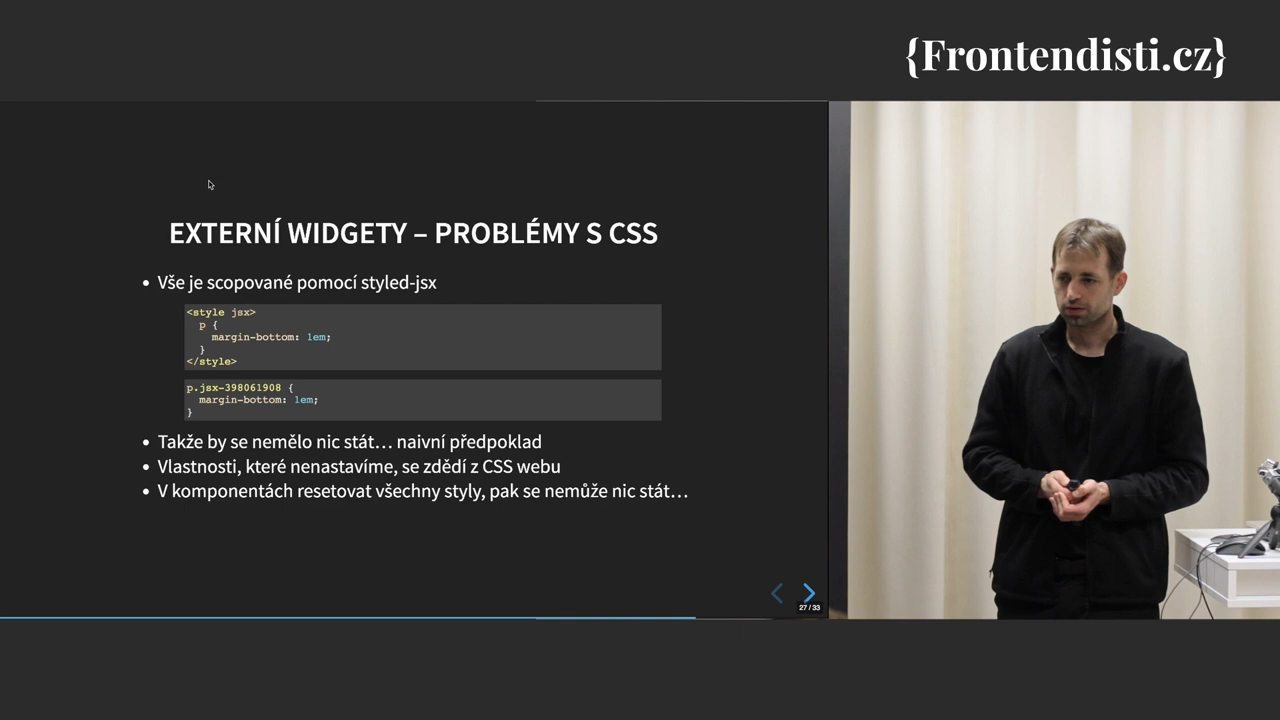 {Frontendisti.cz}
EXTERNÍ WIDGETY – PROBLÉMY S CSS
• Vše je scopované pomocí styled-jsx
<style jsx>
  p {
    margin-bottom: 1em;
  }
</style>
p.jsx-398061908 {
  margin-bottom: 1em;
}
• Takže by se nemělo nic stát… naivní předpoklad
• Vlastnosti, které nenastavíme, se zdědí z CSS webu
• V komponentách resetovat všechny styly, pak se nemůže nic stát…
27 / 33